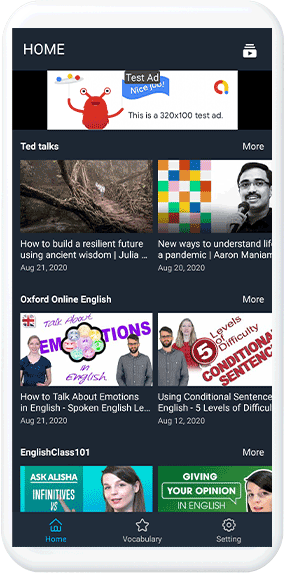 HOME
Test Ad
Nice job!
This is a 320x100 test ad.
Ted talks
More
How to build a resilient future
using ancient wisdom | Julia ...
Aug 21, 2020
New ways to understand lif
a pandemic | Aaron Maniam
Aug 20, 2020
Oxford Online English
More
Talk About
EMOTIONS
in English
How to Talk About Emotions
in English - Spoken English Le...
Aug 21, 2020
5 Levels of
Difficulty
CONDITIONAL
SENTENC
Using Conditional Sentence
English - 5 Levels of Difficul
Aug 12, 2020
EnglishClass101
More
ASK ALISHA
INFINITIVES
VS
GIVING
YOUR OPINION
IN ENGLISH
Home
Vocabulary
Setting